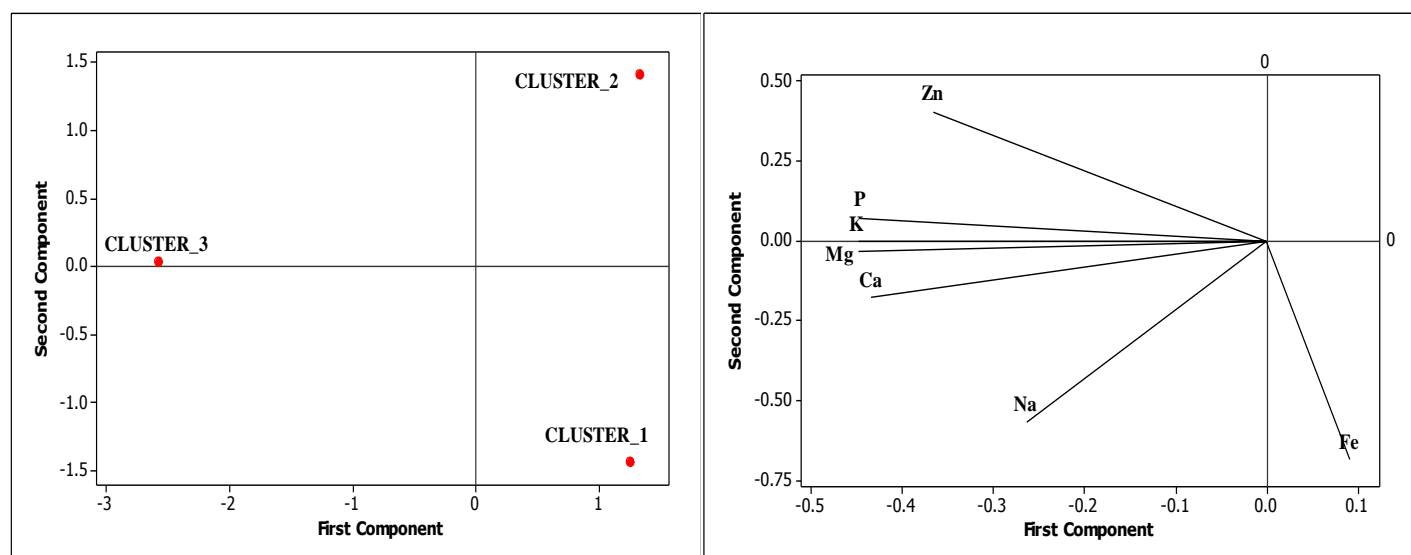 1.5
1.0
0.5
0.0
-0.5
-1.0
-1.5
Second Component
CLUSTER_2
CLUSTER_3
CLUSTER_1
-3
-2
-1
0
1
First Component
0
0.50
0.25
0.00
-0.25
-0.50
-0.75
Second Component
Zn
P
K
Mg
Ca
Na
Fe
0
-0.5
-0.4
-0.3
-0.2
-0.1
0.0
0.1
First Component